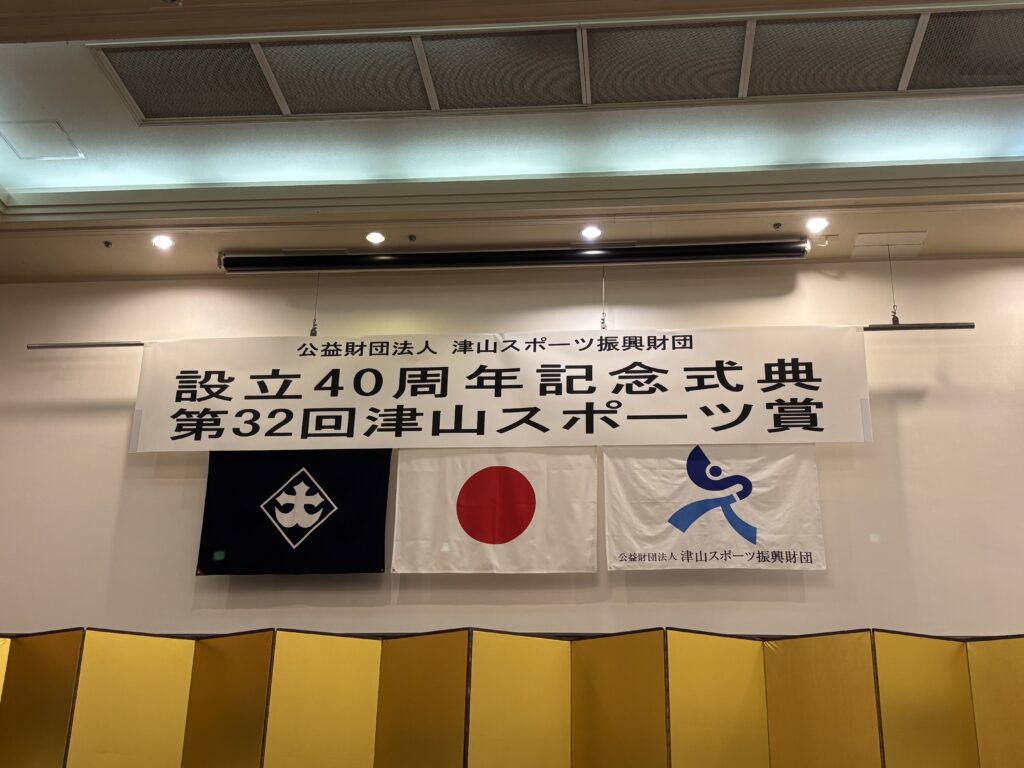 公益財団法人 津山スポーツ振興財団
設立40周年記念式典
第32回津山スポーツ賞
公益財団法人 津山スポーツ振興財団